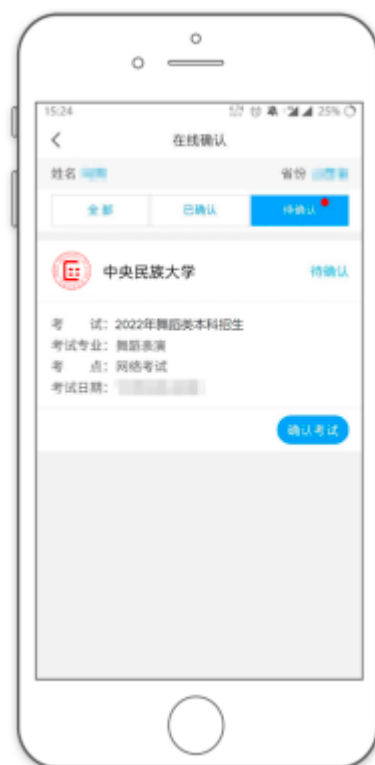 15:24 25%
在线确认
姓名 省份
全部 已确认 待确认
中央民族大学 待确认
考 试：2022年舞蹈类本科招生
考试专业：舞蹈表演
考 点：网络考试
考试日期：
确认考试